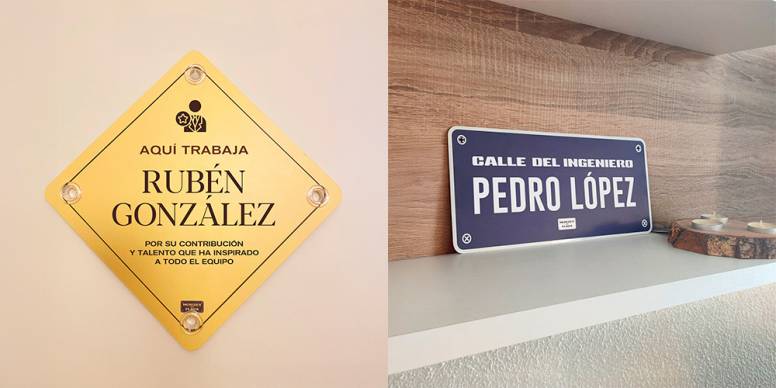 AQUÍ TRABAJA
RUBÉN
GONZÁLEZ
POR SU CONTRIBUCIÓN
Y TALENTO QUE HA INSPIRADO
A TODO EL EQUIPO
CALLE DEL INGENIERO
PEDRO LÓPEZ